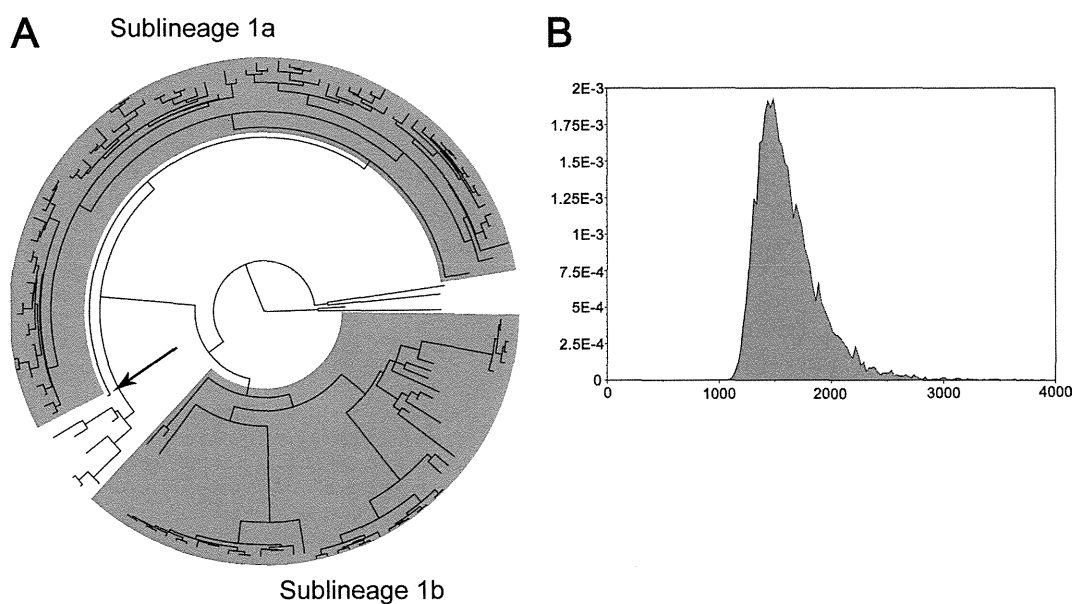 A
Sublineage 1a
Sublineage 1b
B
2E-3
1.75E-3
1.5E-3
1.25E-3
1E-3
7.5E-4
5E-4
2.5E-4
0
0 1000 2000 3000 4000